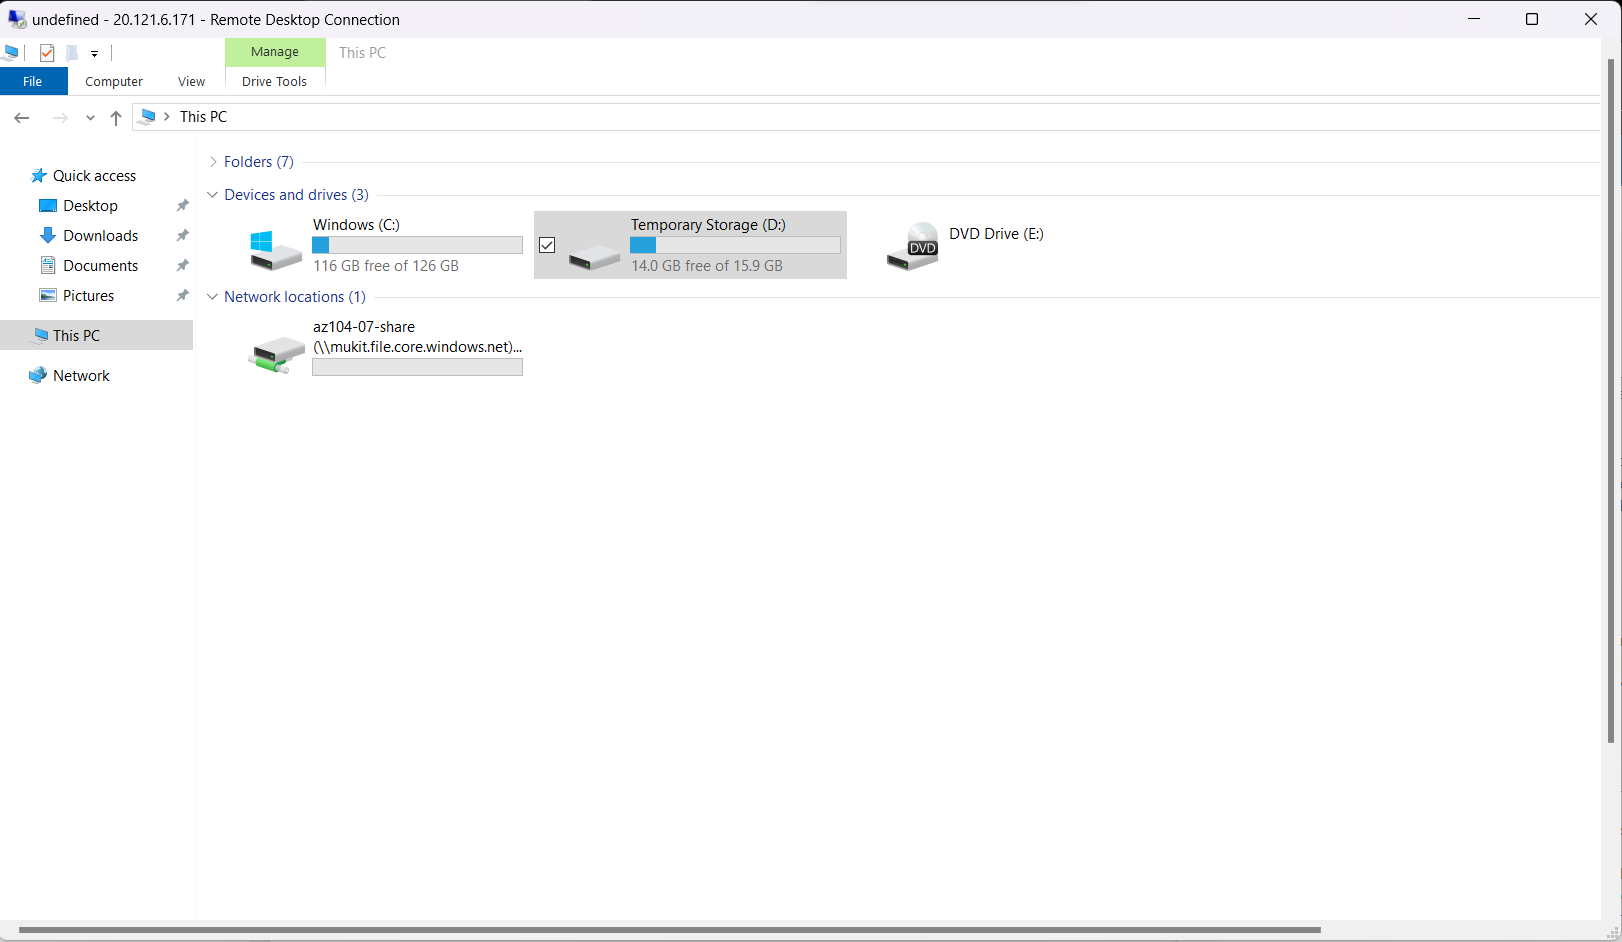 undefined - 20.121.6.171 - Remote Desktop Connection
Manage
This PC
File
Computer
View
Drive Tools
This PC
Quick access
Desktop
Downloads
Documents
Pictures
This PC
Network
Folders (7)
Devices and drives (3)
Windows (C:)
116 GB free of 126 GB
Temporary Storage (D:)
14.0 GB free of 15.9 GB
DVD
DVD Drive (E:)
Network locations (1)
az104-07-share
(\\mukit.file.core.windows.net)...